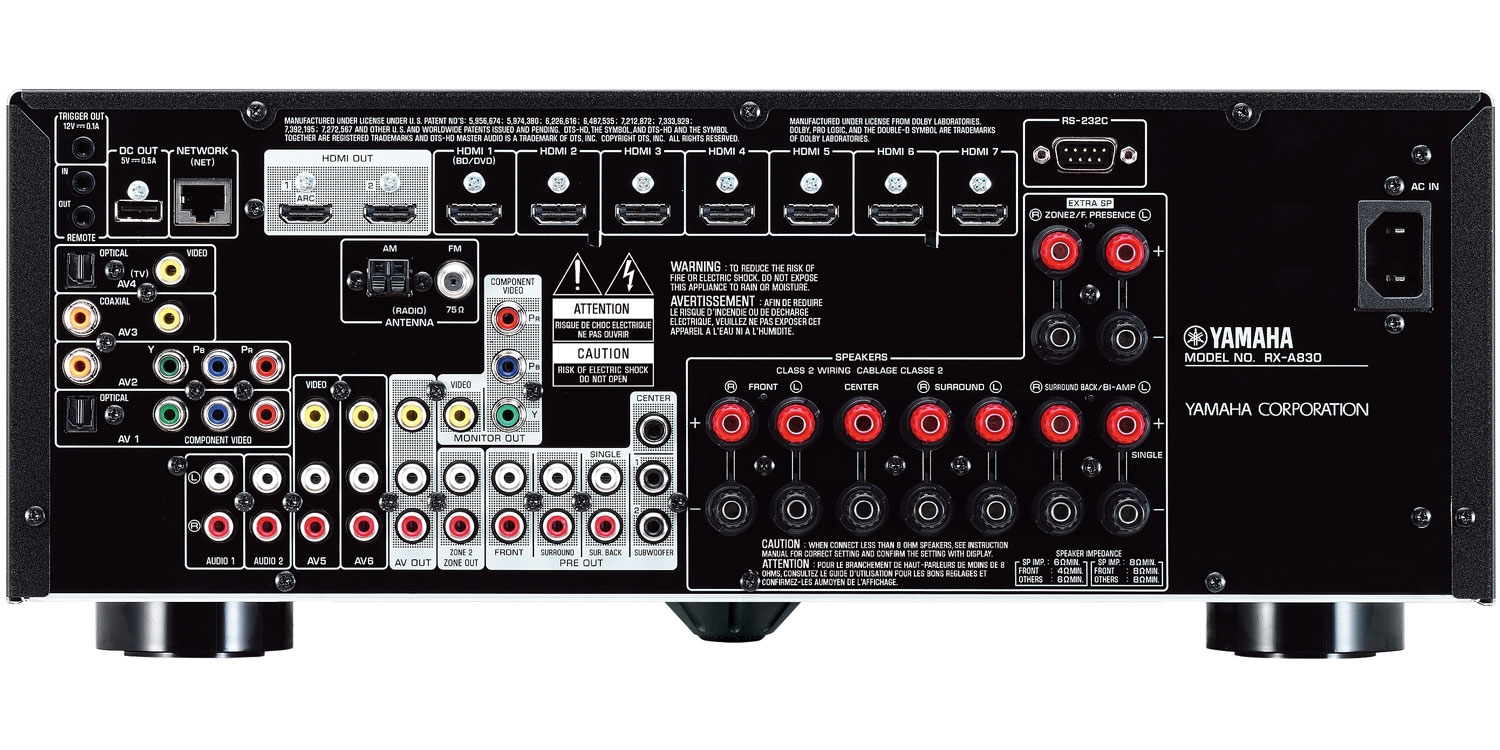 TRIGGER OUT
12V 0.1A
IN
OUT
REMOTE
DC OUT
5V 0.5A
NETWORK
(NET)
MANUFACTURED UNDER LICENSE UNDER U.S. PATENT NO'S: 5,956,674; 5,974,380; 6,226,616; 6,487,535; 7,212,872; 7,333,929;
7,392,195; 7,272,567 AND OTHER U.S. AND WORLDWIDE PATENTS ISSUED AND PENDING. DTS-HD, THE SYMBOL, AND DTS-HD AND THE SYMBOL
TOGETHER ARE REGISTERED TRADEMARKS AND DTS-HD MASTER AUDIO IS A TRADEMARK OF DTS, INC. COPYRIGHT DTS, INC. ALL RIGHTS RESERVED.
MANUFACTURED UNDER LICENSE FROM DOLBY LABORATORIES.
DOLBY, PRO LOGIC, AND THE DOUBLE-D SYMBOL ARE TRADEMARKS
OF DOLBY LABORATORIES.
HDMI OUT
1
ARC
2
HDMI 1
(BD/DVD)
HDMI 2
HDMI 3
HDMI 4
HDMI 5
HDMI 6
HDMI 7
RS-232C
AC IN
EXTRA SP
R ZONE2/F. PRESENCE L
+
−
OPTICAL
(TV)
AV4
VIDEO
COAXIAL
AV3
AV2
Y
PB
PR
OPTICAL
AV 1
COMPONENT VIDEO
AM
FM
(RADIO)
75Ω
ANTENNA
COMPONENT
VIDEO
PR
PB
Y
VIDEO
MONITOR OUT
ATTENTION
RISQUE DE CHOC ELECTRIQUE
NE PAS OUVRIR
CAUTION
RISK OF ELECTRIC SHOCK
DO NOT OPEN
WARNING : TO REDUCE THE RISK OF
FIRE OR ELECTRIC SHOCK. DO NOT EXPOSE
THIS APPLIANCE TO RAIN OR MOISTURE.
AVERTISSEMENT : AFIN DE REDUIRE
LE RISQUE D'INCENDIE OU DE DECHARGE
ELECTRIQUE, VEUILLEZ NE PAS EXPOSER CET
APPAREIL A L'EAU NI A L'HUMIDITE.
YAMAHA
MODEL NO. RX-A830
YAMAHA CORPORATION
SPEAKERS
CLASS 2 WIRING CABLAGE CLASSE 2
R FRONT L
CENTER
R SURROUND L
R SURROUND BACK/BI-AMP L
+
+
SINGLE
−
−
VIDEO
L
R
AUDIO 1
AUDIO 2
AV5
AV6
AV OUT
ZONE 2
ZONE OUT
FRONT
SURROUND
SINGLE
SUR. BACK
PRE OUT
CENTER
1
2
SUBWOOFER
CAUTION : WHEN CONNECT LESS THAN 8 OHM SPEAKERS, SEE INSTRUCTION
MANUAL FOR CORRECT SETTING AND CONFIRM THE SETTING WITH DISPLAY.
ATTENTION : POUR LE BRANCHEMENT DE HAUT-PARLEURS DE MOINS DE 8
OHMS, CONSULTEZ LE GUIDE D'UTILISATION POUR LES BONS REGLAGES ET
CONFIRMEZ-LES AUMOYEN DE L'AFFICHAGE.
SPEAKER IMPEDANCE
SP IMP. : 6ΩMIN.
FRONT : 4ΩMIN.
OTHERS : 6ΩMIN.
SP IMP. : 8ΩMIN.
FRONT : 8ΩMIN.
OTHERS : 8ΩMIN.